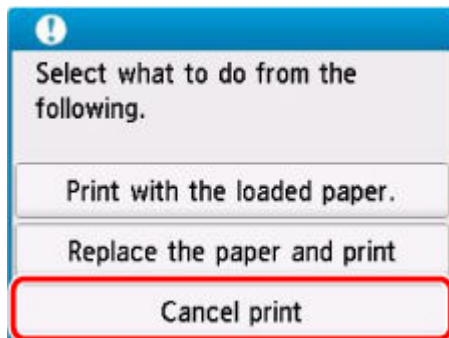 Select what to do from the
following.
Print with the loaded paper.
Replace the paper and print
Cancel print